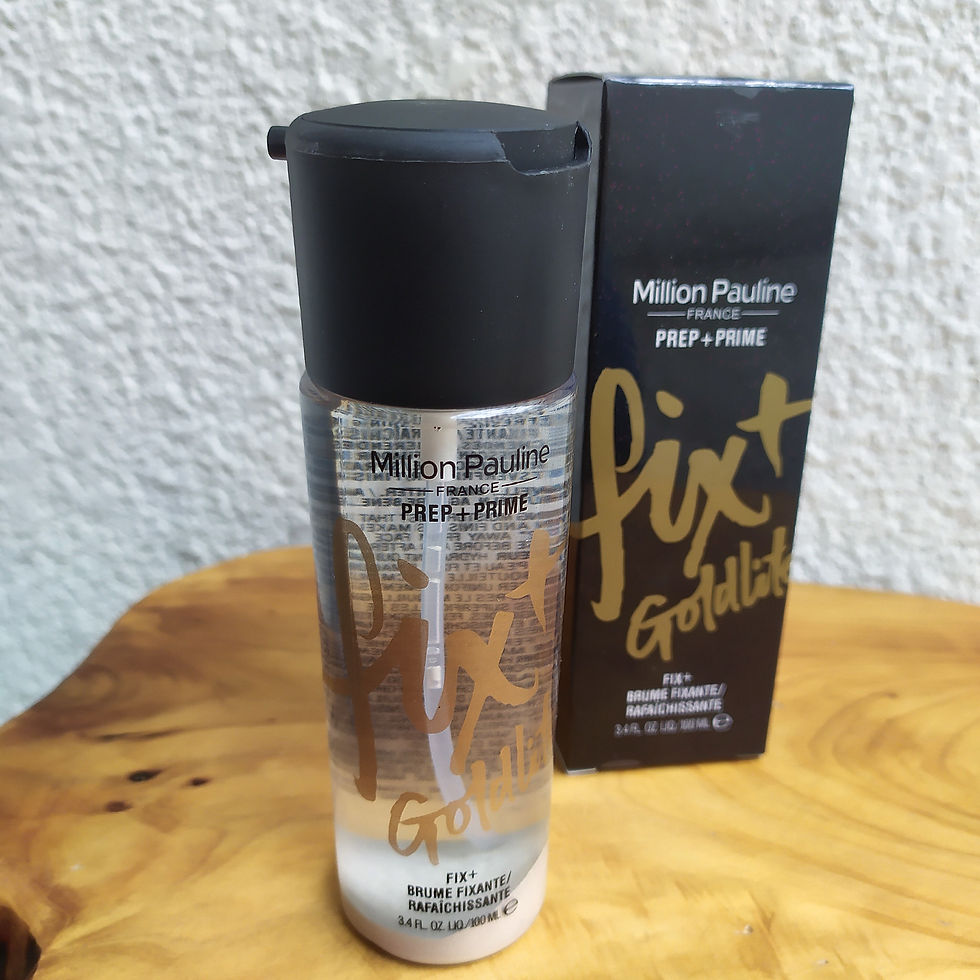 Million Pauline
FRANCE
PREP+PRIME
fix+
Goldli
FIX+
BRUME FIXANTE/
RAFAÎCHISSANTE
3.4 FL. OZ. LIQ./100 ML ℮
Million Pauline
FRANCE
PREP+PRIME
fix+
Goldlite
FIX+
BRUME FIXANTE/
RAFAÎCHISSANTE
3.4 FL. OZ. LIQ./100 ML ℮